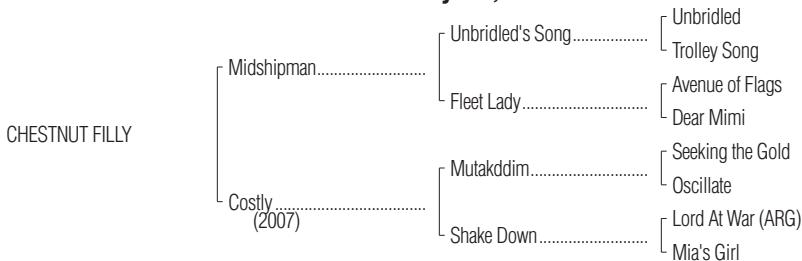 Unbridled
Unbridled's Song.................
Trolley Song
Midshipman..........................
Avenue of Flags
Fleet Lady..............................
Dear Mimi
CHESTNUT FILLY
Seeking the Gold
Mutakddim............................
Oscillate
Costly....................................
(2007)
Lord At War (ARG)
Shake Down..........................
Mia's Girl